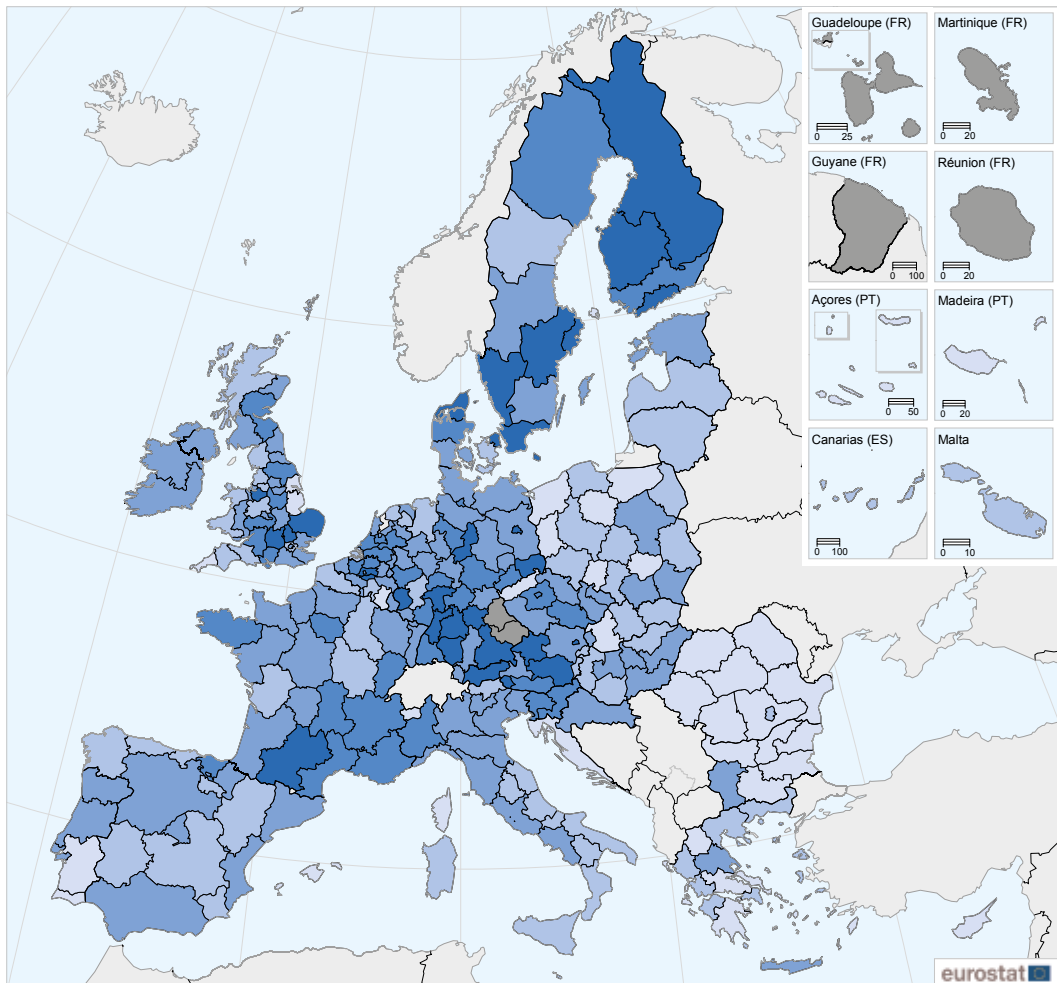 Guadeloupe (FR)
0 25
Martinique (FR)
0 20
Guyane (FR)
0 100
Réunion (FR)
0 20
Açores (PT)
0 50
Madeira (PT)
0 20
Canarias (ES)
0 100
Malta
0 10
eurostat